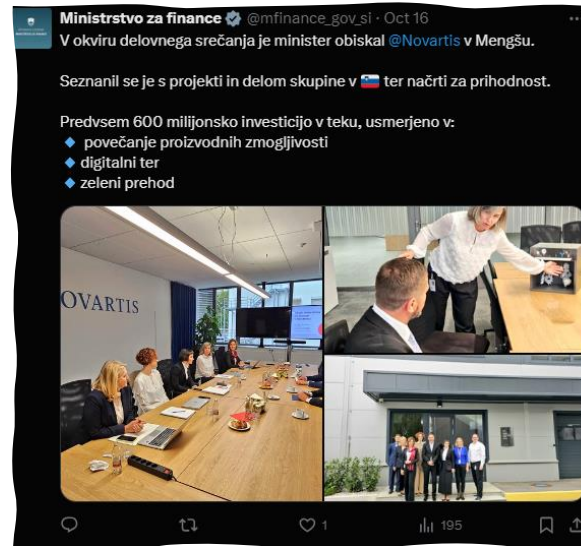 Ministrstvo za finance @mfinance_gov_si · Oct 16
V okviru delovnega srečanja je minister obiskal @Novartis v Mengšu.
Seznanil se je s projekti in delom skupine v 🇸🇮 ter načrti za prihodnost.
Predvsem 600 milijonsko investicijo v teku, usmerjeno v:
🔹 povečanje proizvodnih zmogljivosti
🔹 digitalni ter
🔹 zeleni prehod
OVARTIS
1
195